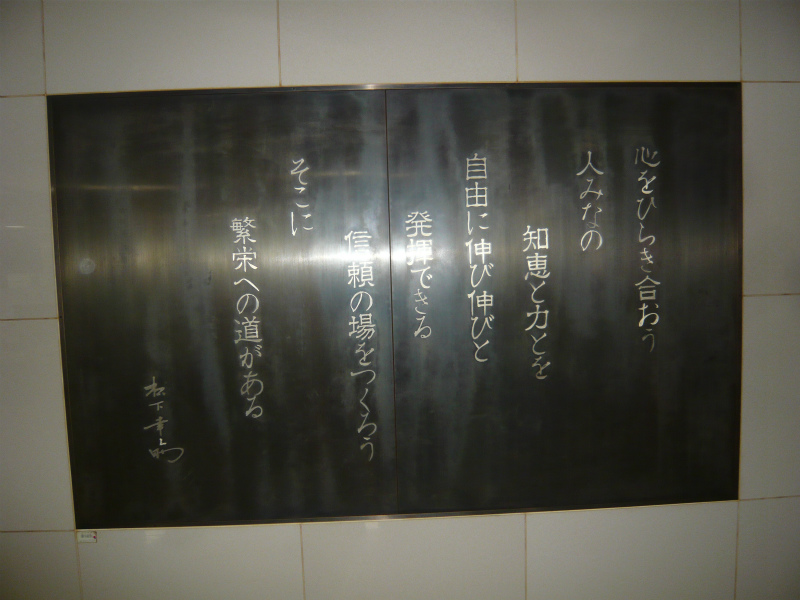 心をひらき合おう
人みなの
知恵と力とを
自由に伸び伸びと
発揮できる
信頼の場をつくろう
そこに
繁栄への道がある
松下幸之助